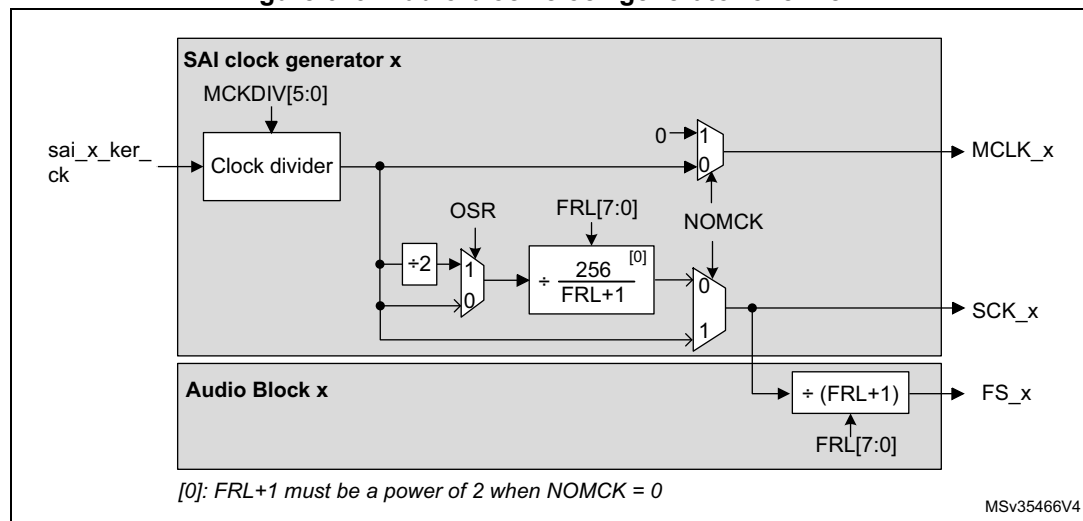 SAI clock generator x
MCKDIV[5:0]
sai_x_ker_
ck
Clock divider
0
1
0
MCLK_x
OSR
FRL[7:0]
NOMCK
÷2
1
0
÷ 256
FRL+1
[0]
0
1
SCK_x
Audio Block x
÷ (FRL+1)
FS_x
FRL[7:0]
[0]: FRL+1 must be a power of 2 when NOMCK = 0
MSv35466V4